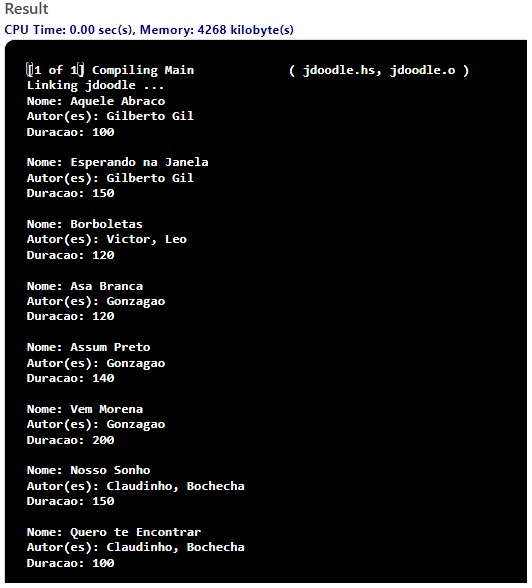 Result
CPU Time: 0.00 sec(s), Memory: 4268 kilobyte(s)
[1 of 1] Compiling Main ( jdoodle.hs, jdoodle.o )
Linking jdoodle ...
Nome: Aquele Abraco
Autor(es): Gilberto Gil
Duracao: 100
Nome: Esperando na Janela
Autor(es): Gilberto Gil
Duracao: 150
Nome: Borboletas
Autor(es): Victor, Leo
Duracao: 120
Nome: Asa Branca
Autor(es): Gonzagao
Duracao: 120
Nome: Assum Preto
Autor(es): Gonzagao
Duracao: 140
Nome: Vem Morena
Autor(es): Gonzagao
Duracao: 200
Nome: Nosso Sonho
Autor(es): Claudinho, Bochecha
Duracao: 150
Nome: Quero te Encontrar
Autor(es): Claudinho, Bochecha
Duracao: 100